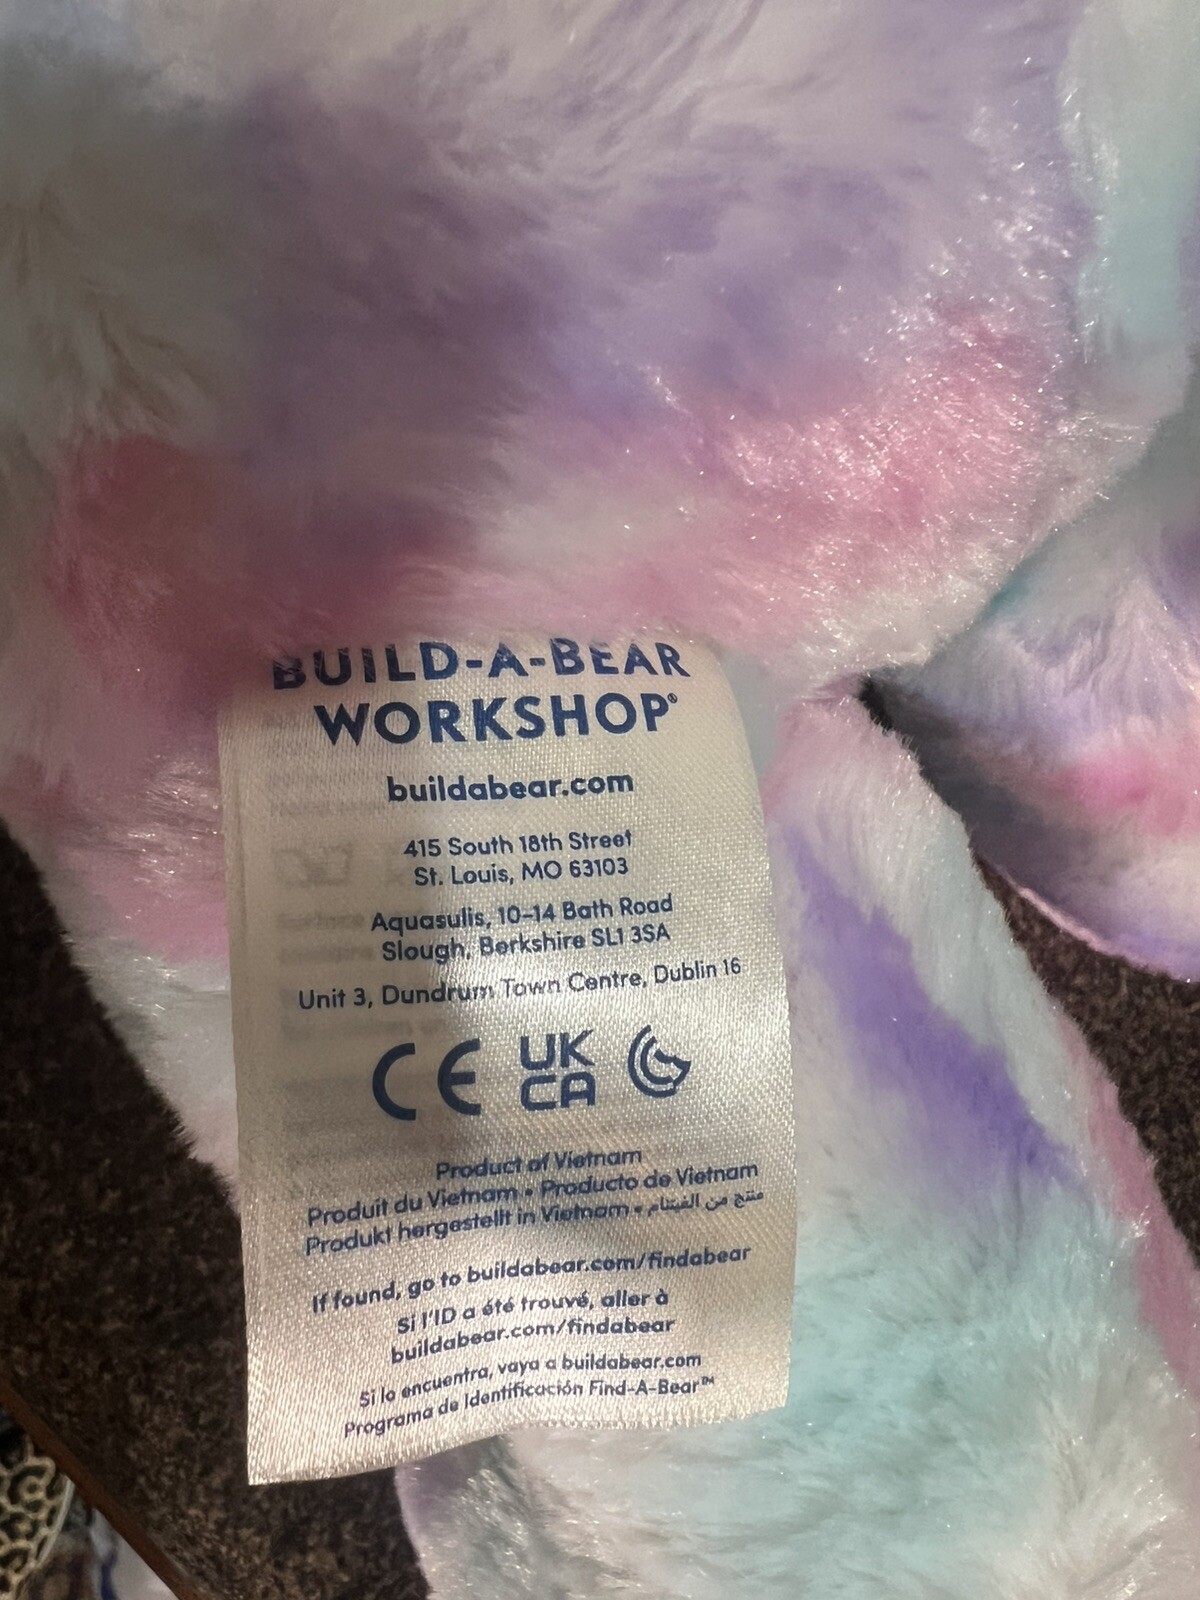 BUILD-A-BEAR
WORKSHOP®
buildabear.com
415 South 18th Street
St. Louis, MO 63103
Aquasulis, 10-14 Bath Road
Slough, Berkshire SL1 3SA
Unit 3, Dundrum Town Centre, Dublin 16
CE UK
CA
Product of Vietnam
Produit du Vietnam • Producto de Vietnam
Produkt hergestellt in Vietnam • منتج من الفيتنام
If found, go to buildabear.com/findabear
Si l'ID a été trouvé, aller à
buildabear.com/findabear
Si lo encuentra, vaya a buildabear.com
Programa de Identificación Find-A-Bear™